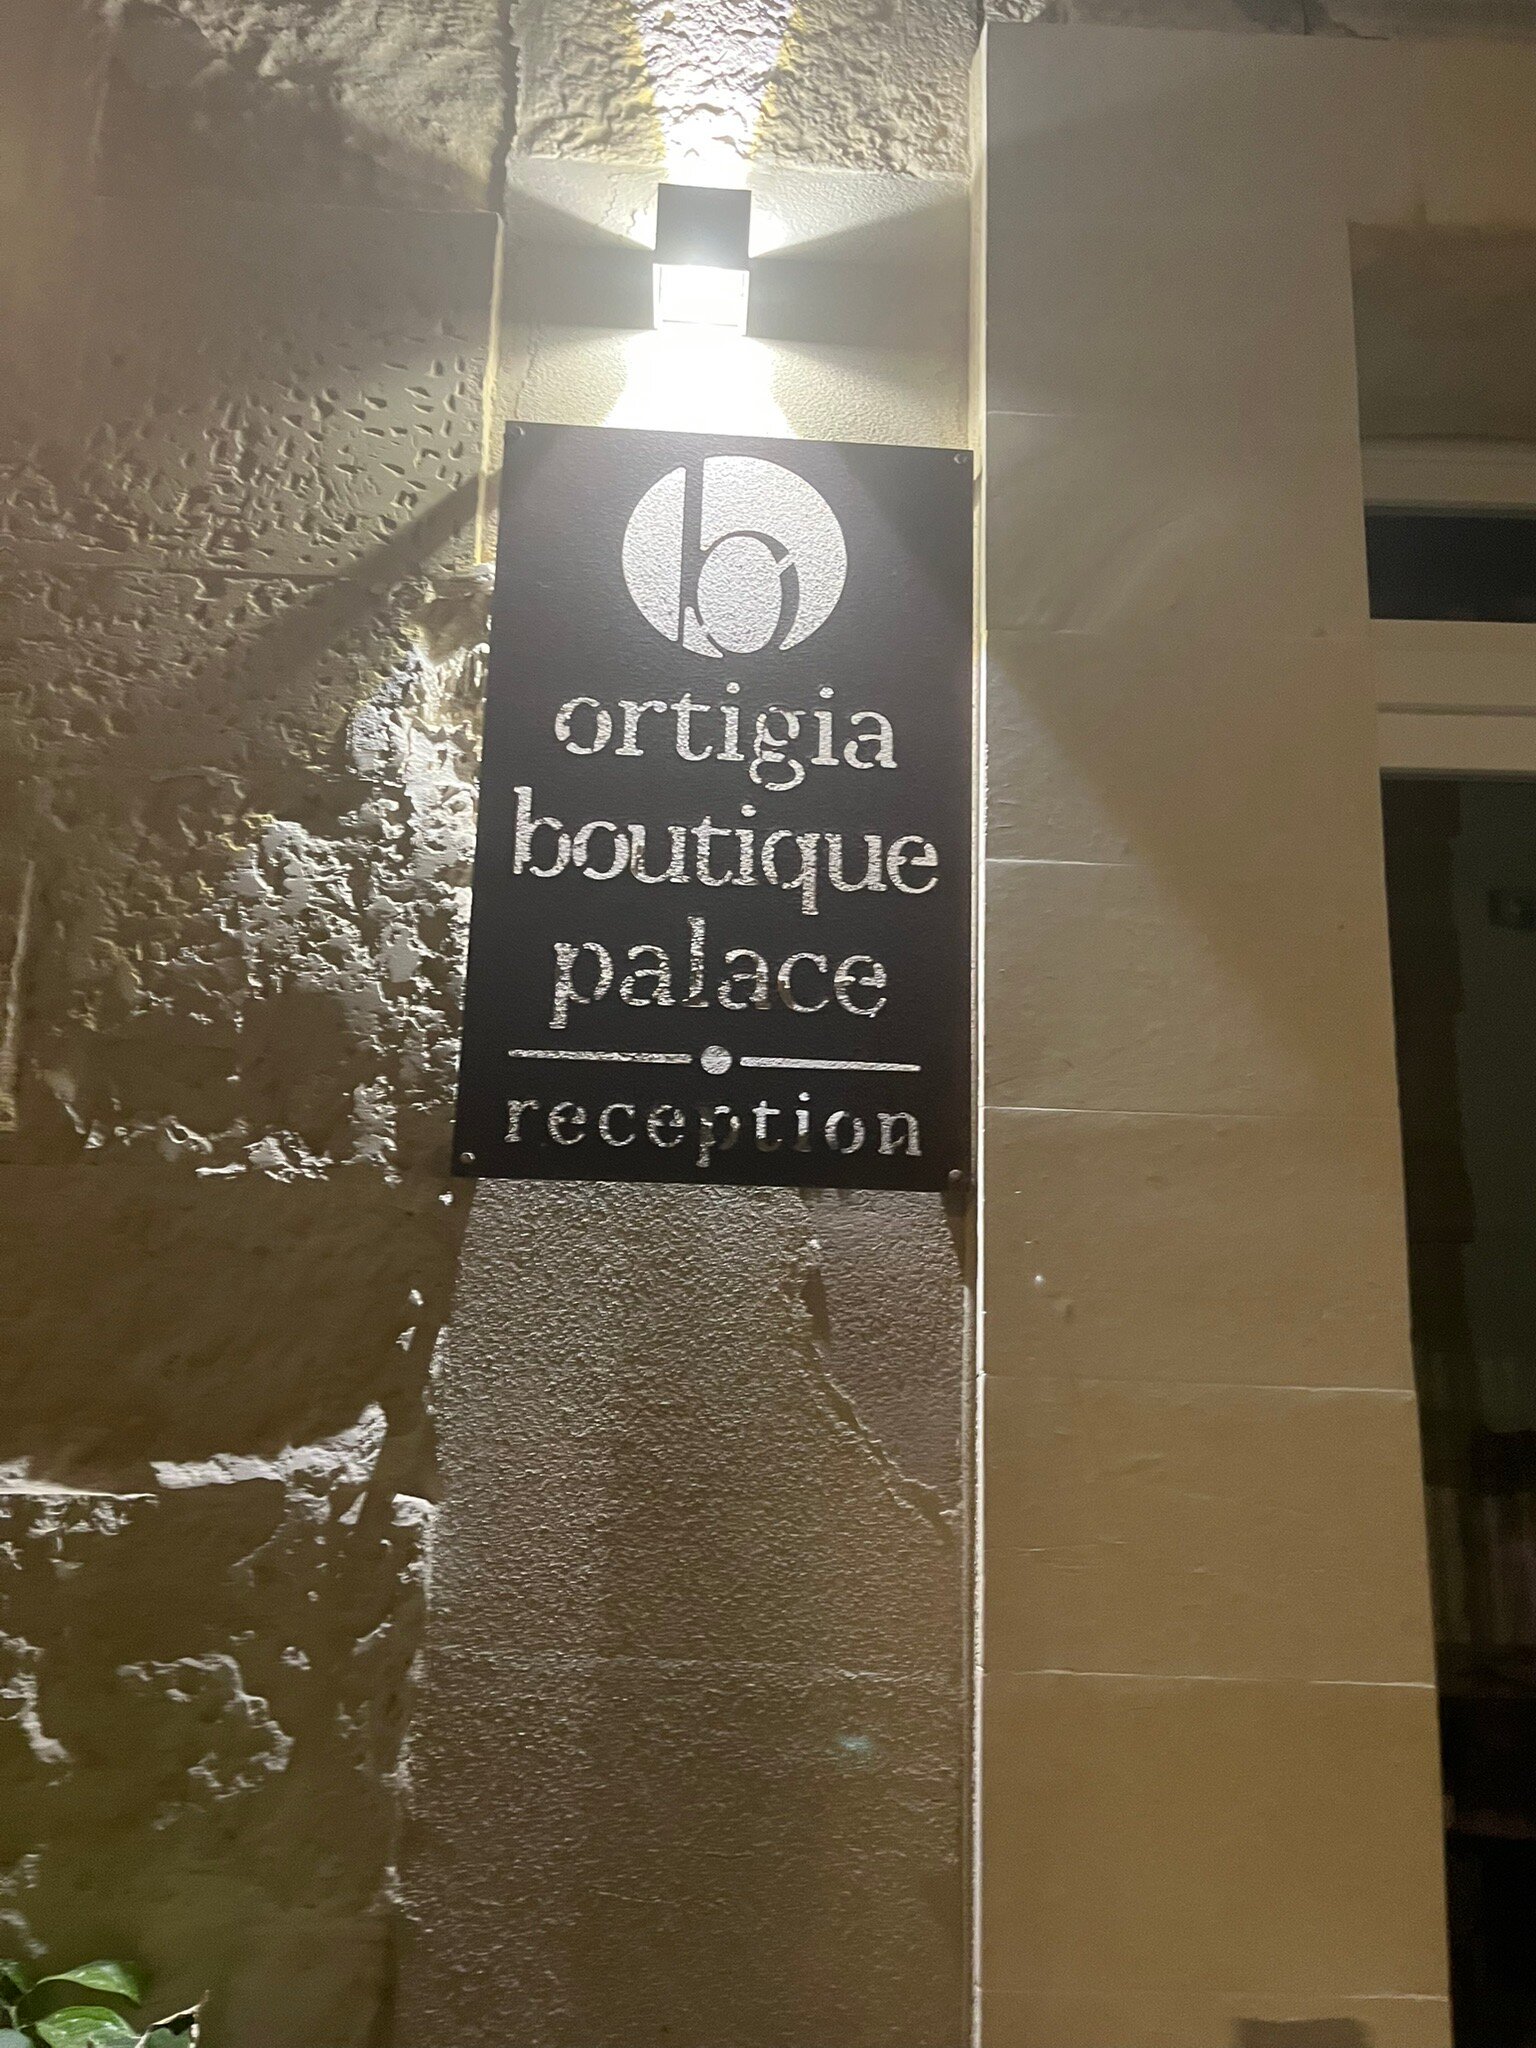 b
ortigia
boutique
palace
reception